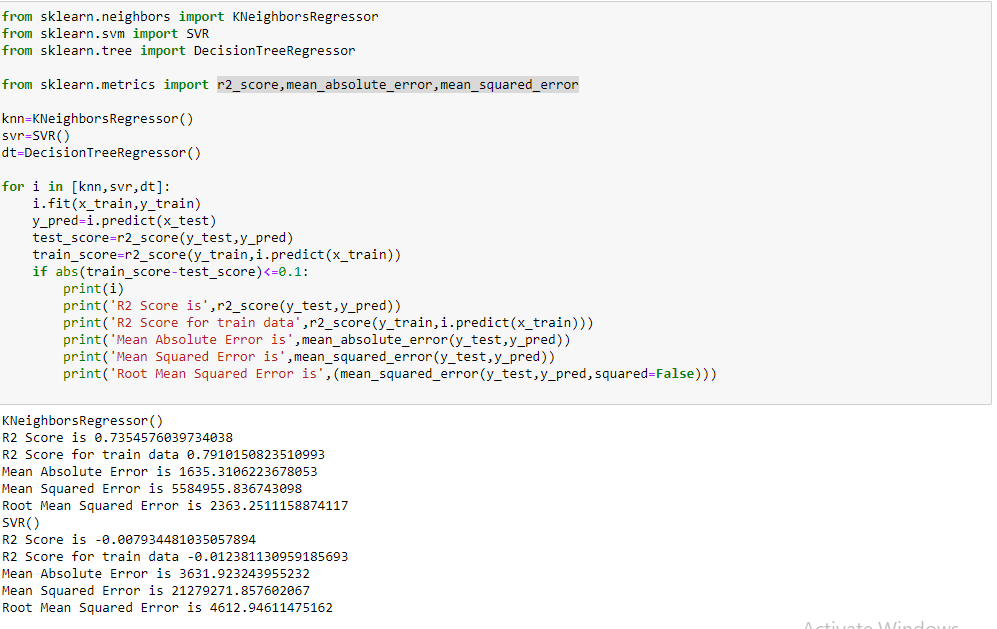 from sklearn.neighbors import KNeighborsRegressor
from sklearn.svm import SVR
from sklearn.tree import DecisionTreeRegressor
from sklearn.metrics import r2_score,mean_absolute_error,mean_squared_error
knn=KNeighborsRegressor()
svr=SVR()
dt=DecisionTreeRegressor()
for i in [knn,svr,dt]:
    i.fit(x_train,y_train)
    y_pred=i.predict(x_test)
    test_score=r2_score(y_test,y_pred)
    train_score=r2_score(y_train,i.predict(x_train))
    if abs(train_score-test_score)<=0.1:
        print(i)
        print('R2 Score is',r2_score(y_test,y_pred))
        print('R2 Score for train data',r2_score(y_train,i.predict(x_train)))
        print('Mean Absolute Error is',mean_absolute_error(y_test,y_pred))
        print('Mean Squared Error is',mean_squared_error(y_test,y_pred))
        print('Root Mean Squared Error is',(mean_squared_error(y_test,y_pred,squared=False)))
KNeighborsRegressor()
R2 Score is 0.7354576039734038
R2 Score for train data 0.7910150823510993
Mean Absolute Error is 1635.3106223678053
Mean Squared Error is 5584955.836743098
Root Mean Squared Error is 2363.2511158874117
SVR()
R2 Score is -0.007934481035057894
R2 Score for train data -0.012381130959185693
Mean Absolute Error is 3631.923243955232
Mean Squared Error is 21279271.857602067
Root Mean Squared Error is 4612.94611475162
Activate Windows